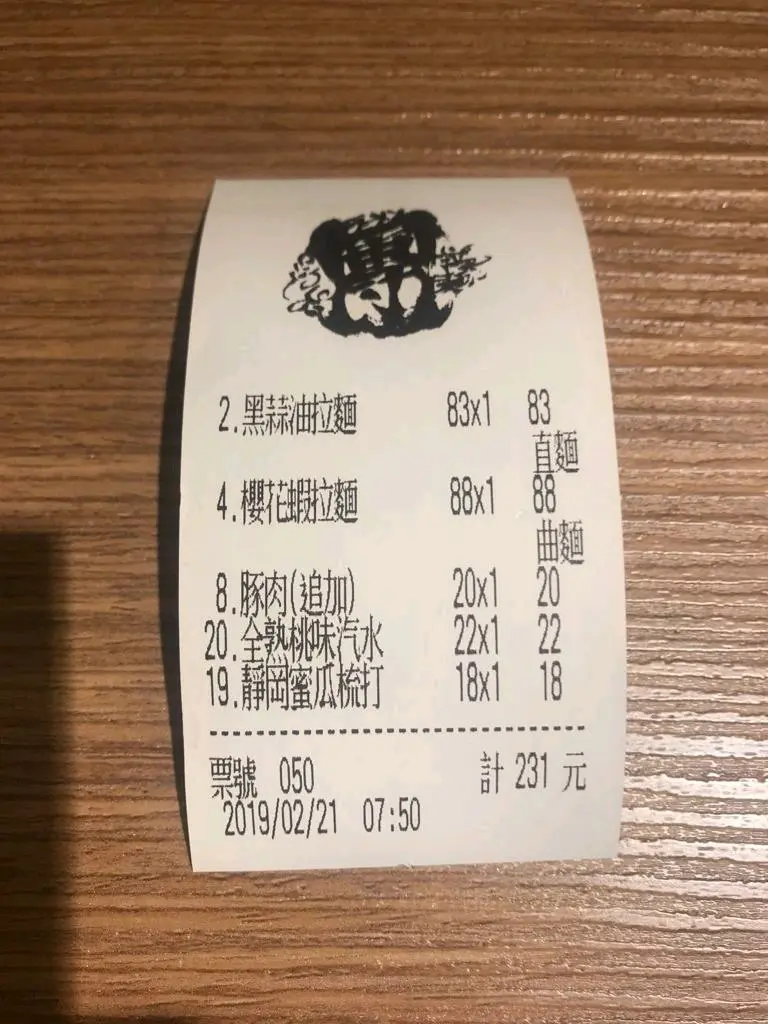 2.黑蒜油拉麵 83x1 83
直麵
4.櫻花蝦拉麵 88x1 88
曲麵
8.豚肉(追加) 20x1 20
20.全熟桃味汽水 22x1 22
19.靜岡蜜瓜梳打 18x1 18
票號 050 計 231 元
2019/02/21 07:50